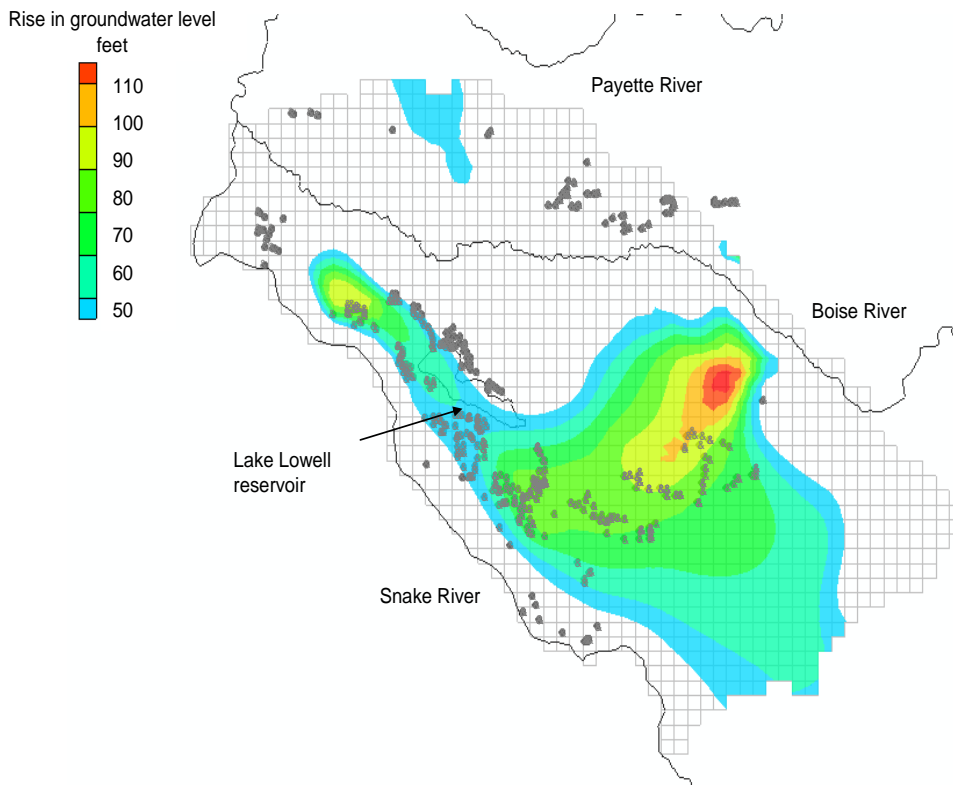 Rise in groundwater level
feet
110
100
90
80
70
60
50
Payette River
Boise River
Lake Lowell
reservoir
Snake River